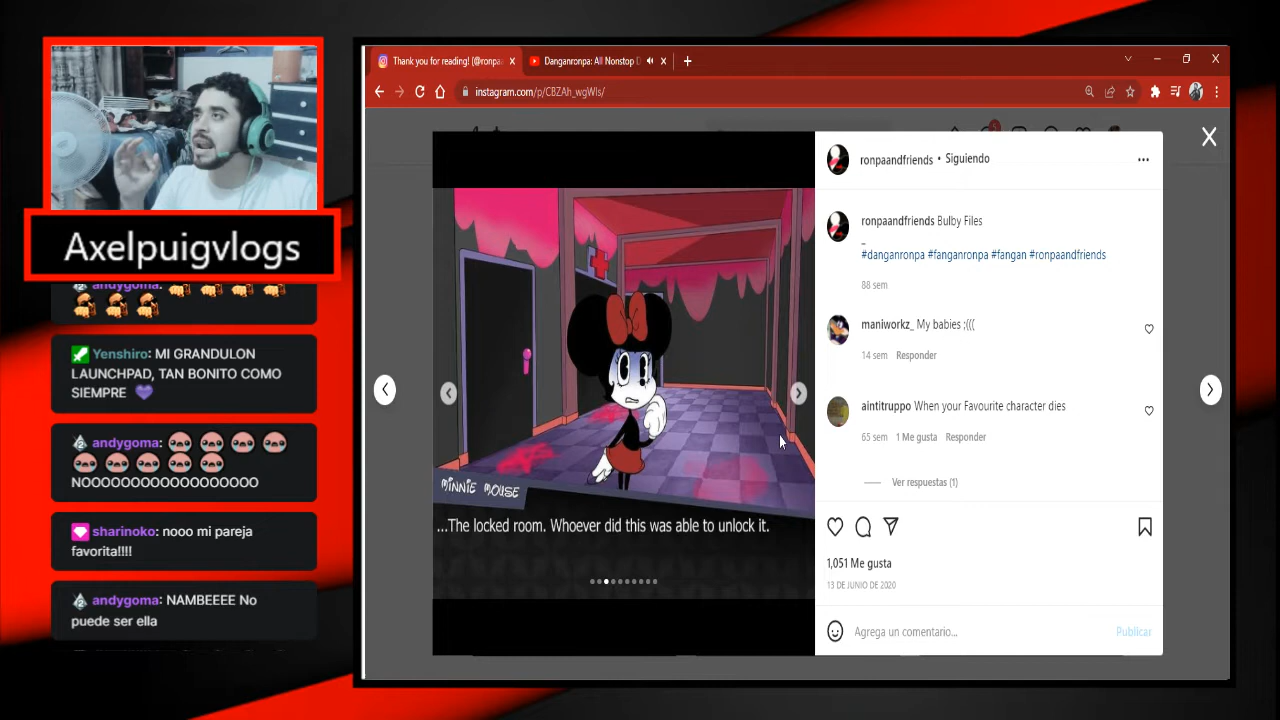 Axelpuigvlogs
andygoma:
Yenshiro: MI GRANDULON
LAUNCHPAD, TAN BONITO COMO
SIEMPRE
andygoma:
NOOOOOOOOOOOOOOOOOO
sharinoko: nooo mi pareja
favorita!!!!
andygoma: NAMBEEEE No
puede ser ella
Thank you for reading! (@ronpa
Danganronpa: All Nonstop D
instagram.com/p/CBZAh_wgWls/
MINNIE MOUSE
...The locked room. Whoever did this was able to unlock it.
ronpaandfriends • Siguiendo
ronpaandfriends Bulby Files
_
#danganronpa #fanganronpa #fangan #ronpaandfriends
88 sem
maniworkz_ My babies ;(((
14 sem Responder
aintitruppo When your Favourite character dies
65 sem 1 Me gusta Responder
Ver respuestas (1)
1,051 Me gusta
13 DE JUNIO DE 2020
Agrega un comentario...
Publicar